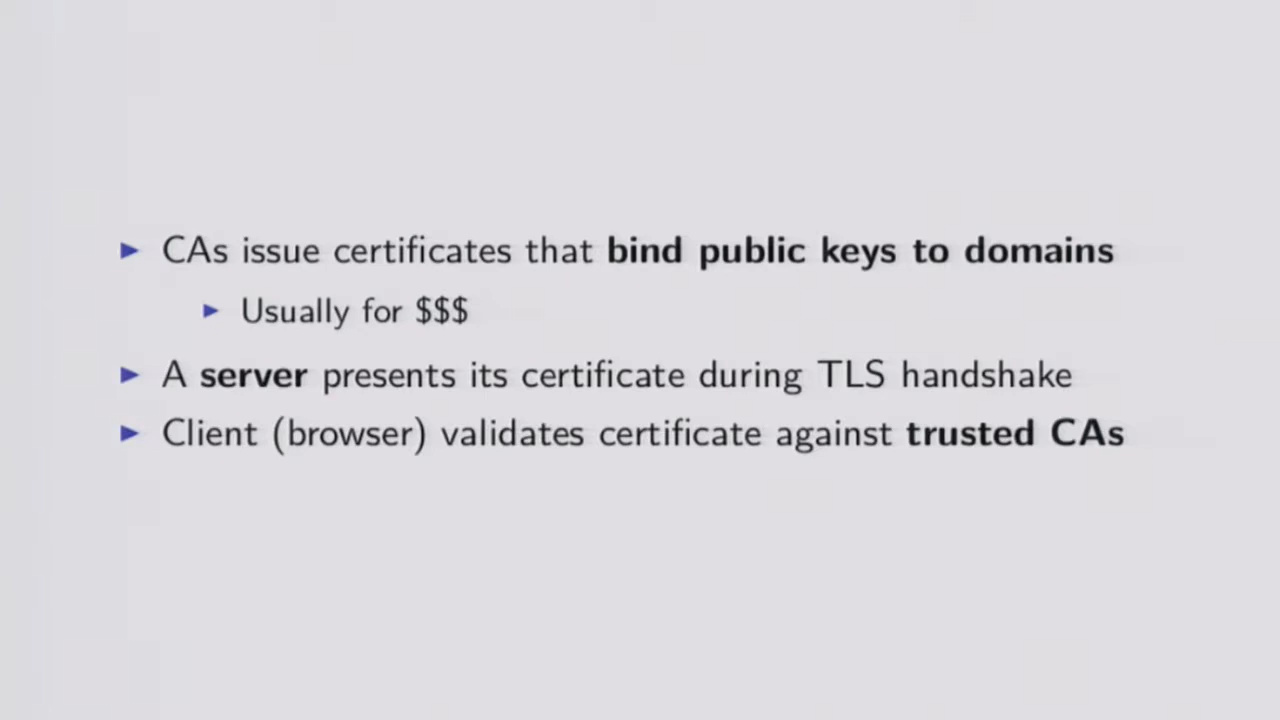 CAs issue certificates that bind public keys to domains
Usually for $$$
A server presents its certificate during TLS handshake
Client (browser) validates certificate against trusted CAs